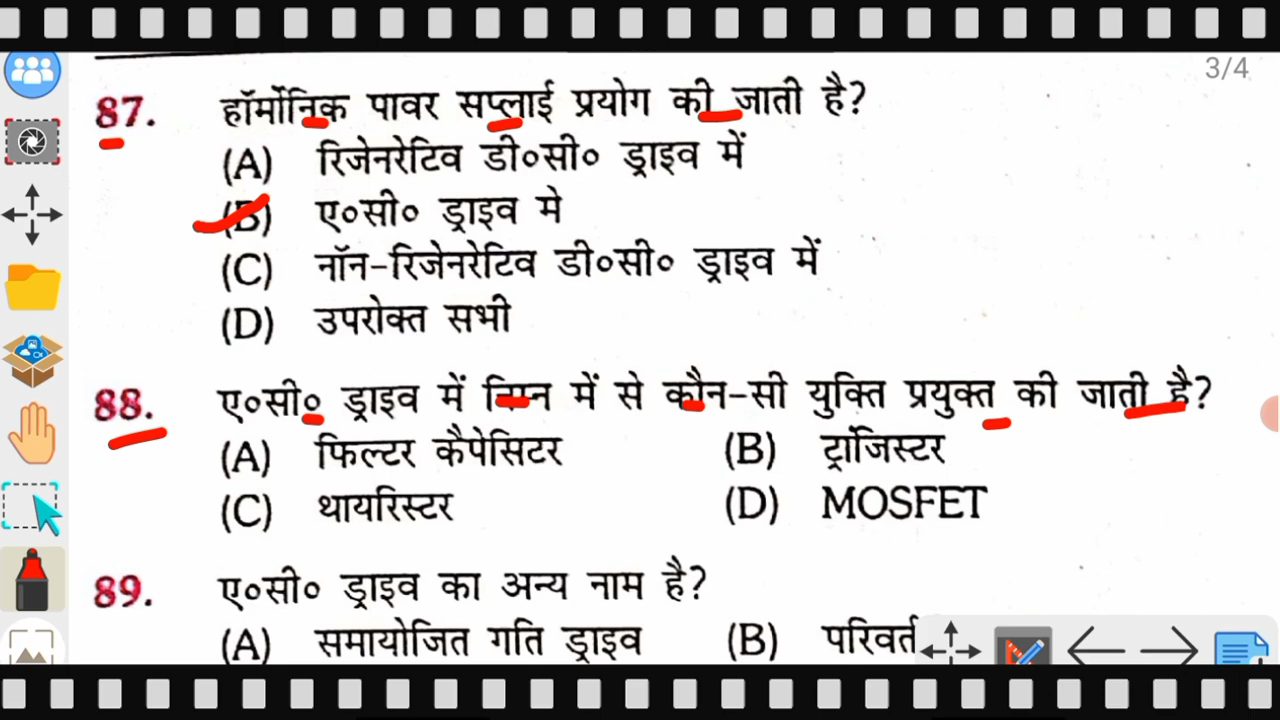 3/4
87. हॉर्मोनिक पावर सप्लाई प्रयोग की जाती है?
(A) रिजेनरेटिव डी०सी० ड्राइव में
(B) ए०सी० ड्राइव मे
(C) नॉन-रिजेनरेटिव डी०सी० ड्राइव में
(D) उपरोक्त सभी
88. ए०सी० ड्राइव में निम्न में से कौन-सी युक्ति प्रयुक्त की जाती है?
(A) फिल्टर कैपेसिटर (B) ट्रांजिस्टर
(C) थायरिस्टर (D) MOSFET
89. ए०सी० ड्राइव का अन्य नाम है?
(A) समायोजित गति ड्राइव (B)